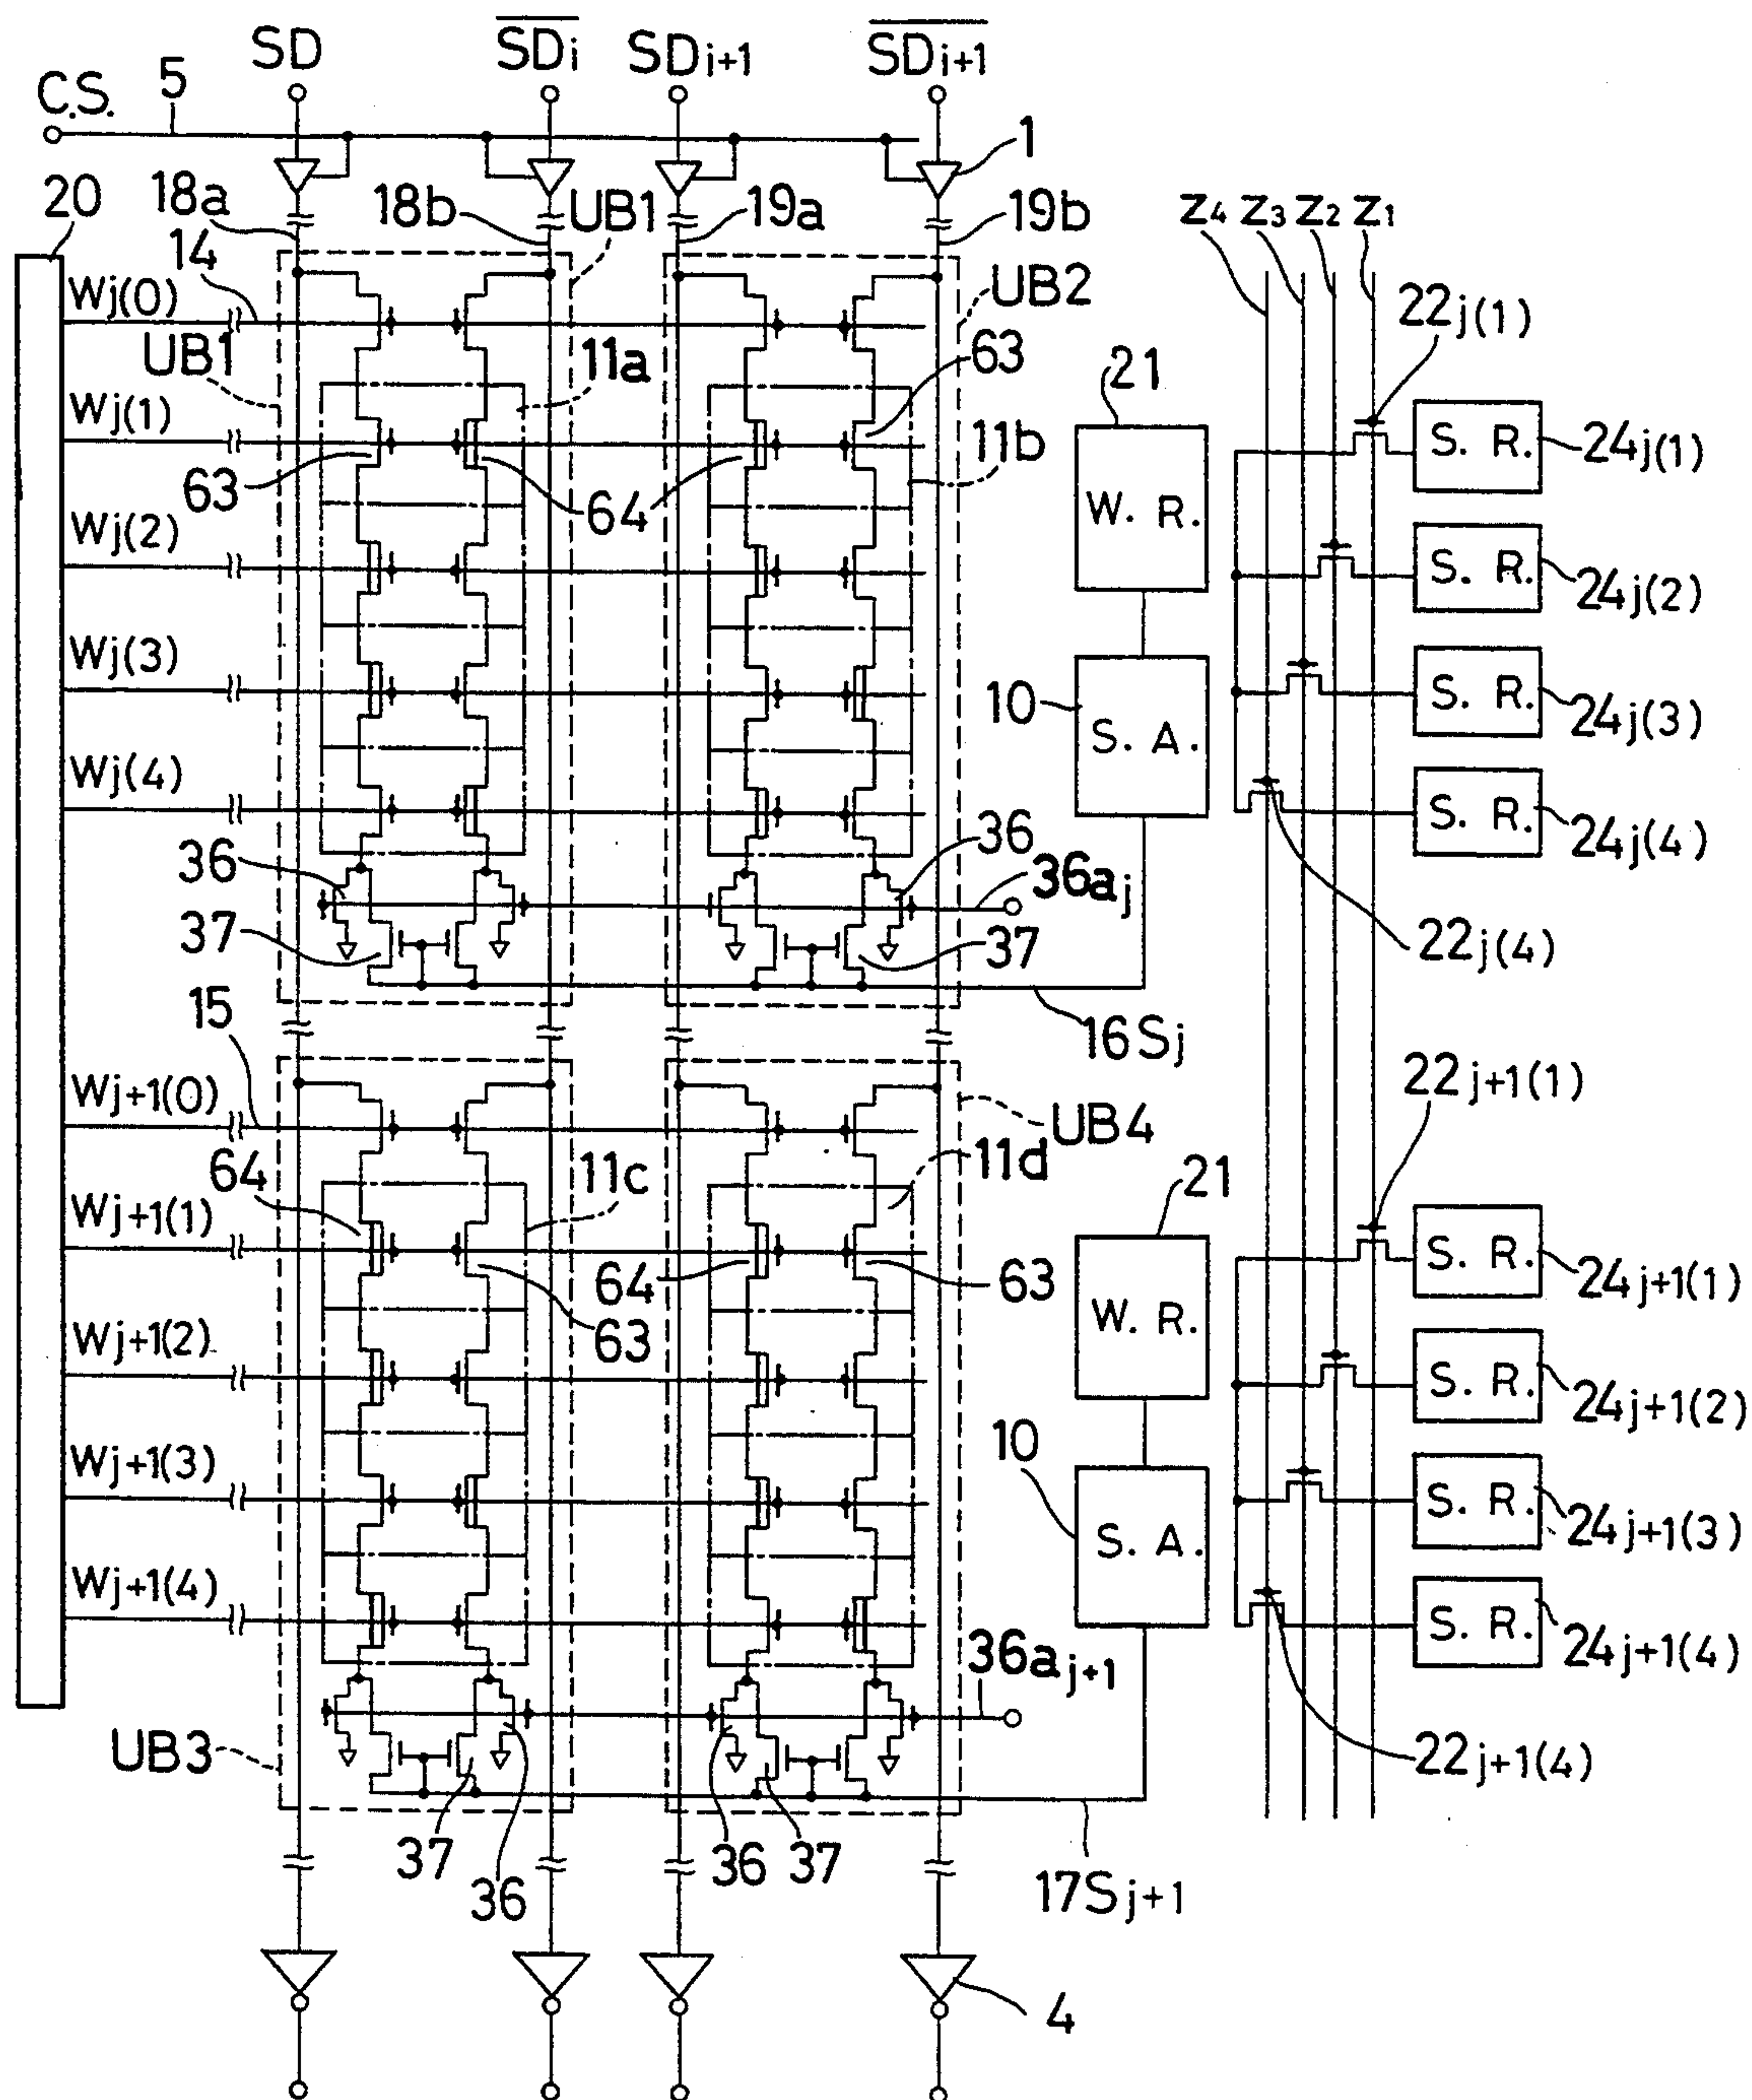 SD
SDi
SDi+1
SDi+1
C.S.
5
1
20
18a
14
18b
UB1
19a
19b
Z4 Z3 Z2 Z1
Wj(0)
UB2
22j(1)
UB1
11a
63
21
Wj(1)
24j(1)
S. R.
63
64
11b
W. R.
Wj(2)
S. R.
24j(2)
Wj(3)
10
S. A.
S. R.
24j(3)
Wj(4)
S. R.
24j(4)
36
36
36aj
37
37
22j(4)
15
16Sj
Wj+1(0)
UB4
22j+1(1)
64
11c
11d
21
Wj+1(1)
S. R.
24j+1(1)
64
63
63
W. R.
Wj+1(2)
S. R.
24j+1(2)
10
Wj+1(3)
S. A.
S. R.
24j+1(3)
Wj+1(4)
S. R.
24j+1(4)
36aj+1
UB3
22j+1(4)
37
36
36
37
17Sj+1
4